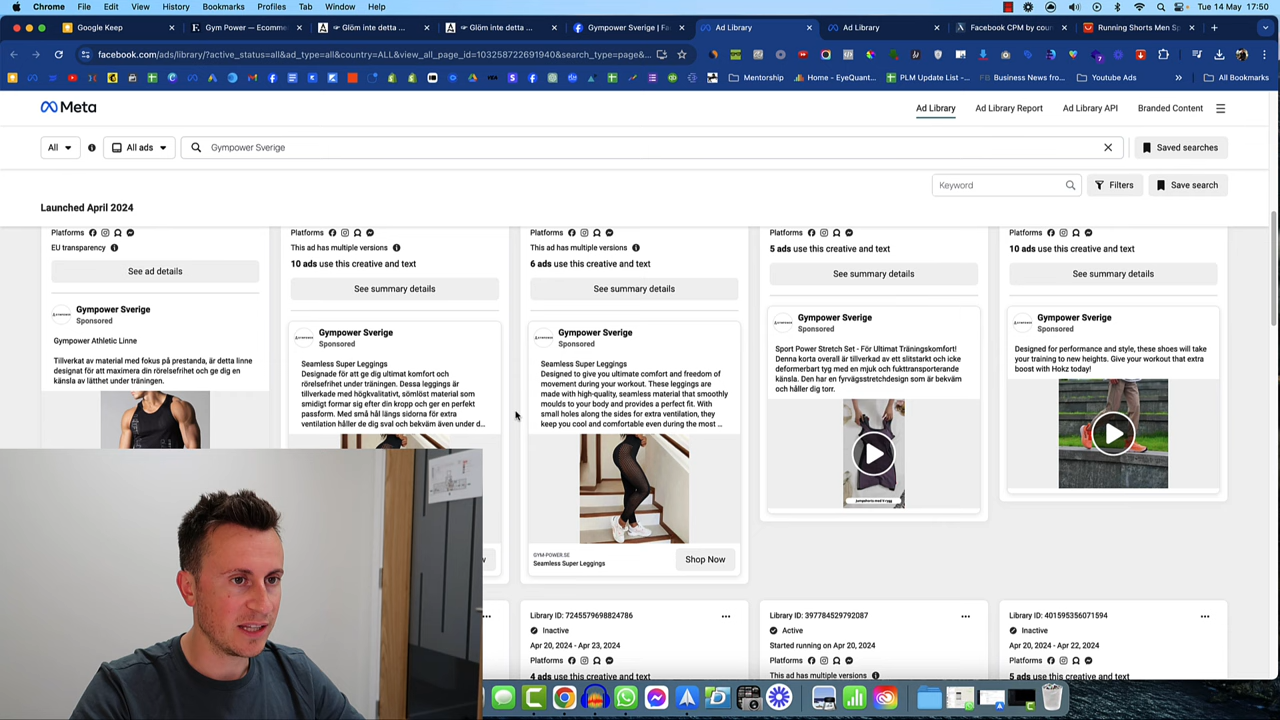 Chrome File Edit View History Bookmarks Profiles Tab Window Help
Tue 14 May 17:50
Google Keep
Gym Power — Ecomm
Glöm inte detta
Glöm inte detta
Gympower Sverige | Fa
Ad Library
Ad Library
Facebook CPM by cou
Running Shorts Men Sp
facebook.com/ads/library/?active_status=all&ad_type=all&country=ALL&view_all_page_id=103258722691940&search_type=page&...
Mentorship
Home - EyeQuant...
PLM Update List -...
Business News fro...
Youtube Ads
All Bookmarks
Meta
Ad Library
Ad Library Report
Ad Library API
Branded Content
All
All ads
Gympower Sverige
Saved searches
Keyword
Filters
Save search
Launched April 2024
Platforms
EU transparency
See ad details
Gympower Sverige
Sponsored
Gympower Athletic Linne
Tillverkat av material med fokus på prestanda, är detta linne
designat för att maximera din rörelsefrihet och ge dig en
känsla av lätthet under träningen.
Platforms
This ad has multiple versions
10 ads use this creative and text
See summary details
Gympower Sverige
Sponsored
Seamless Super Leggings
Designade för att ge dig ultimat komfort och
rörelsefrihet under träningen. Dessa leggings är
tillverkade med högkvalitativt, sömlöst material som
smidigt formar sig efter din kropp och ger en perfekt
passform. Med små hål längs sidorna för extra
ventilation håller de dig sval och bekväm även under d...
Platforms
This ad has multiple versions
6 ads use this creative and text
See summary details
Gympower Sverige
Sponsored
Seamless Super Leggings
Designed to give you ultimate comfort and freedom of
movement during your workout. These leggings are
made with high-quality, seamless material that smoothly
moulds to your body and provides a perfect fit. With
small holes along the sides for extra ventilation, they
keep you cool and comfortable even during the most ...
GYM-POWER.SE
Seamless Super Leggings
Shop Now
Platforms
5 ads use this creative and text
See summary details
Gympower Sverige
Sponsored
Sport Power Stretch Set - För Ultimat Träningskomfort!
Denna korta overall är tillverkad av ett slitstarkt och icke
deformerbart tyg med en mjuk och fukttransporterande
känsla. Den har en fyrvägsstretchdesign som är bekväm
och håller dig torr.
Platforms
10 ads use this creative and text
See summary details
Gympower Sverige
Sponsored
Designed for performance and style, these shoes will take
your training to new heights. Give your workout that extra
boost with Hokz today!
Library ID: 7245579698824786
Inactive
Apr 20, 2024 - Apr 23, 2024
Platforms
4 ads use this creative and text
Library ID: 397784529792087
Active
Started running on Apr 20, 2024
Platforms
This ad has multiple versions
Library ID: 401595356071594
Inactive
Apr 20, 2024 - Apr 22, 2024
Platforms
5 ads use this creative and text